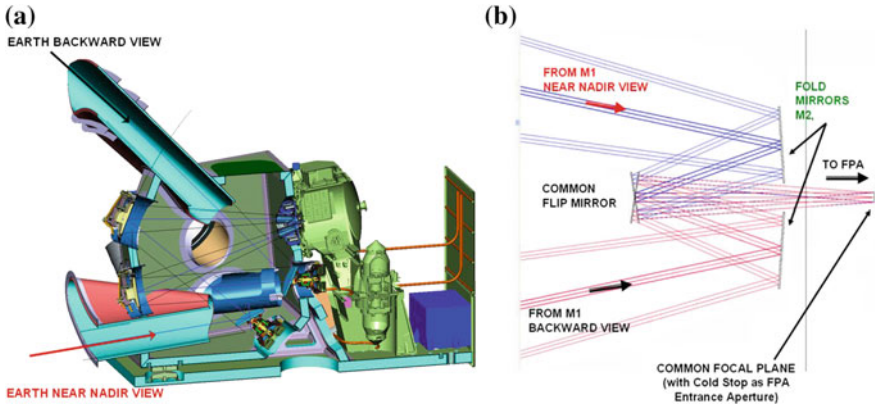 (a)
EARTH BACKWARD VIEW
EARTH NEAR NADIR VIEW
(b)
FROM M1
NEAR NADIR VIEW
FOLD
MIRRORS
M2,
TO FPA
COMMON
FLIP MIRROR
FROM M1
BACKWARD VIEW
COMMON FOCAL PLANE
(with Cold Stop as FPA
Entrance Aperture)